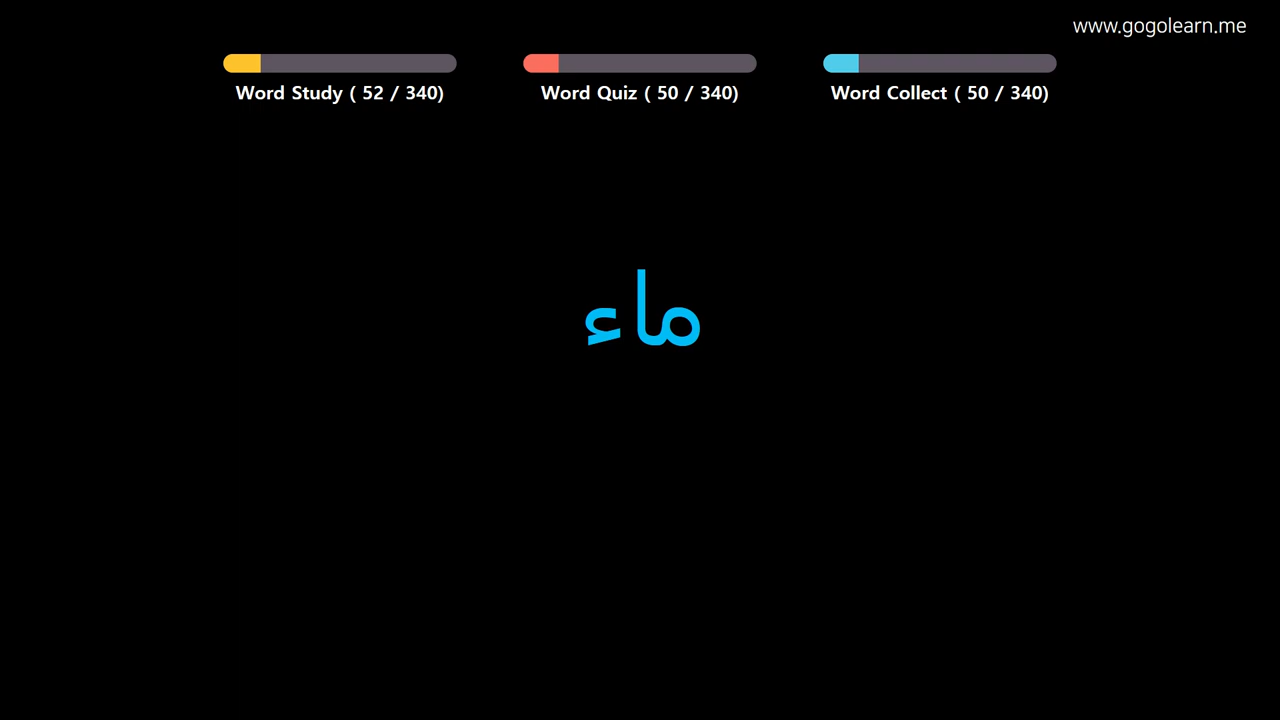 www.gogolearn.me
Word Study ( 52 / 340)
Word Quiz ( 50 / 340)
Word Collect ( 50 / 340)
ماء